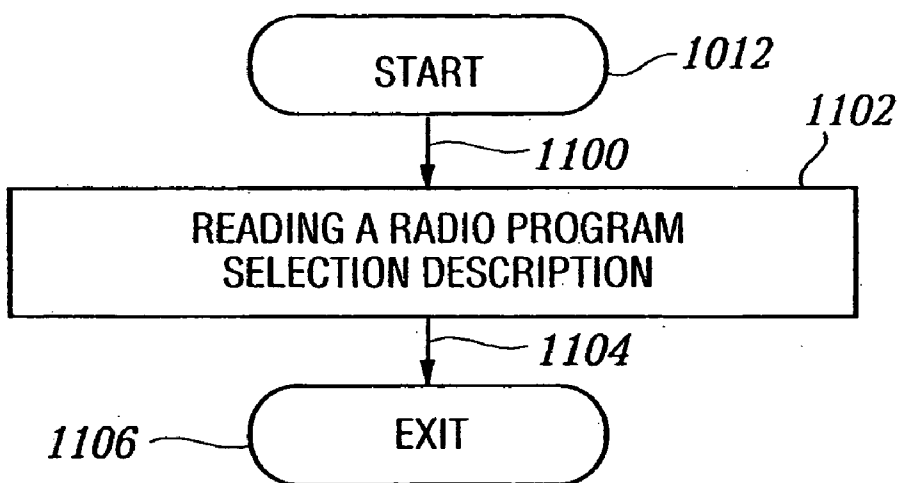 START
1012
1102
1100
READING A RADIO PROGRAM
SELECTION DESCRIPTION
1104
EXIT
1106